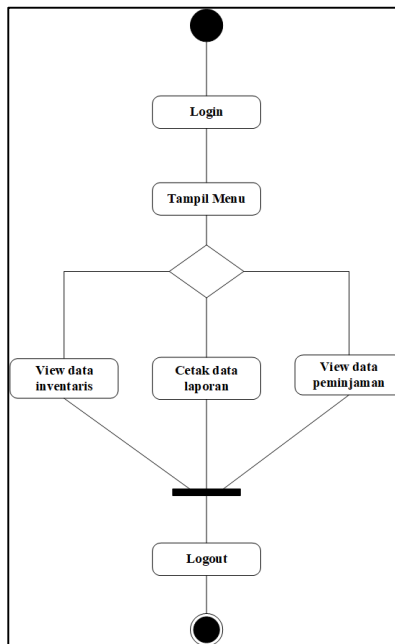 Login
Tampil Menu
View data
inventaris
Cetak data
laporan
View data
peminjaman
Logout